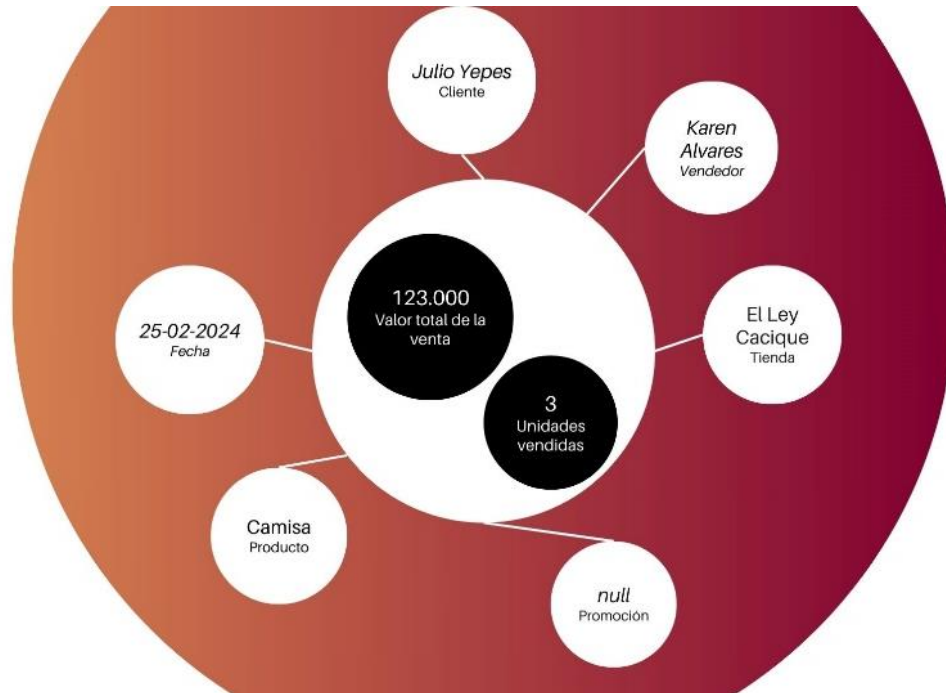 Julio Yepes
Cliente
Karen
Alvares
Vendedor
123.000
Valor total de la
venta
El Ley
Cacique
Tienda
25-02-2024
Fecha
3
Unidades
vendidas
Camisa
Producto
null
Promoción